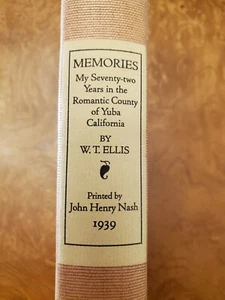 MEMORIES
My Seventy-two
Years in the
Romantic County
of Yuba
California
BY
W. T. ELLIS
Printed by
John Henry Nash
1939